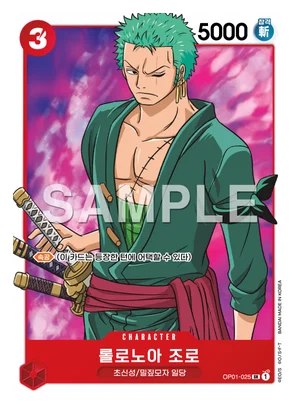 3
5000
참격
斬
SAMPLE
속공 (이 카드는 등장한 턴에 어택할 수 있다)
CHARACTER
롤로노아 조로
초신성/밀짚모자 일당
OP01-025 SR 1
BANDAI MADE IN KOREA